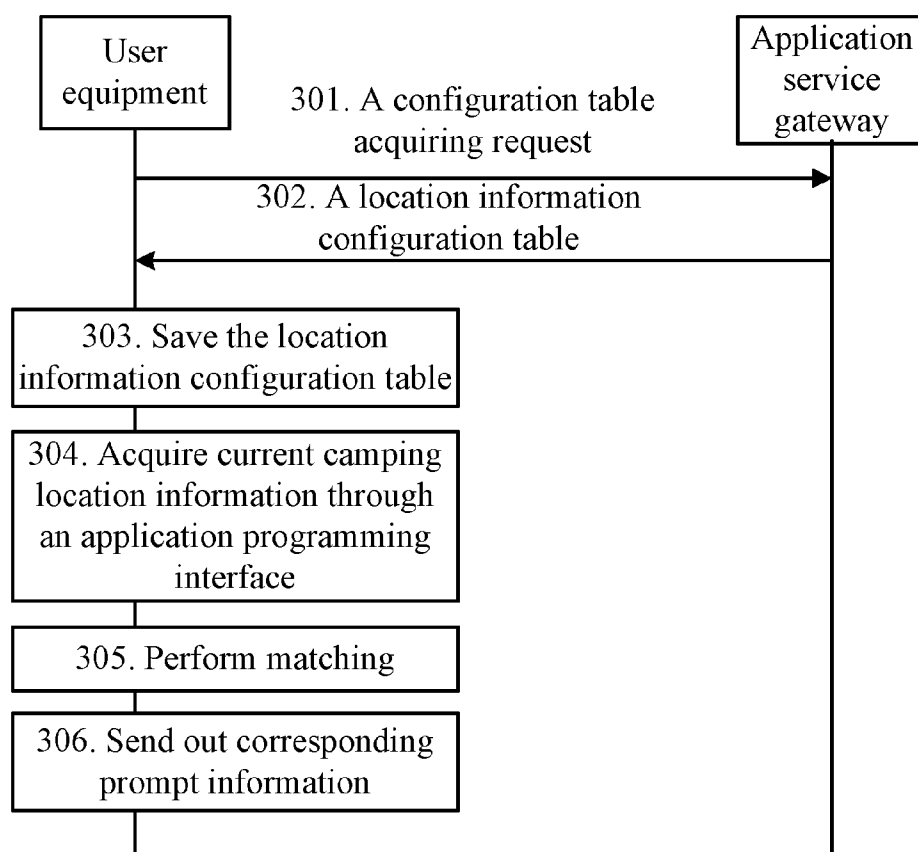 User
equipment
Application
service
gateway
301. A configuration table
acquiring request
302. A location information
configuration table
303. Save the location
information configuration table
304. Acquire current camping
location information through
an application programming
interface
305. Perform matching
306. Send out corresponding
prompt information